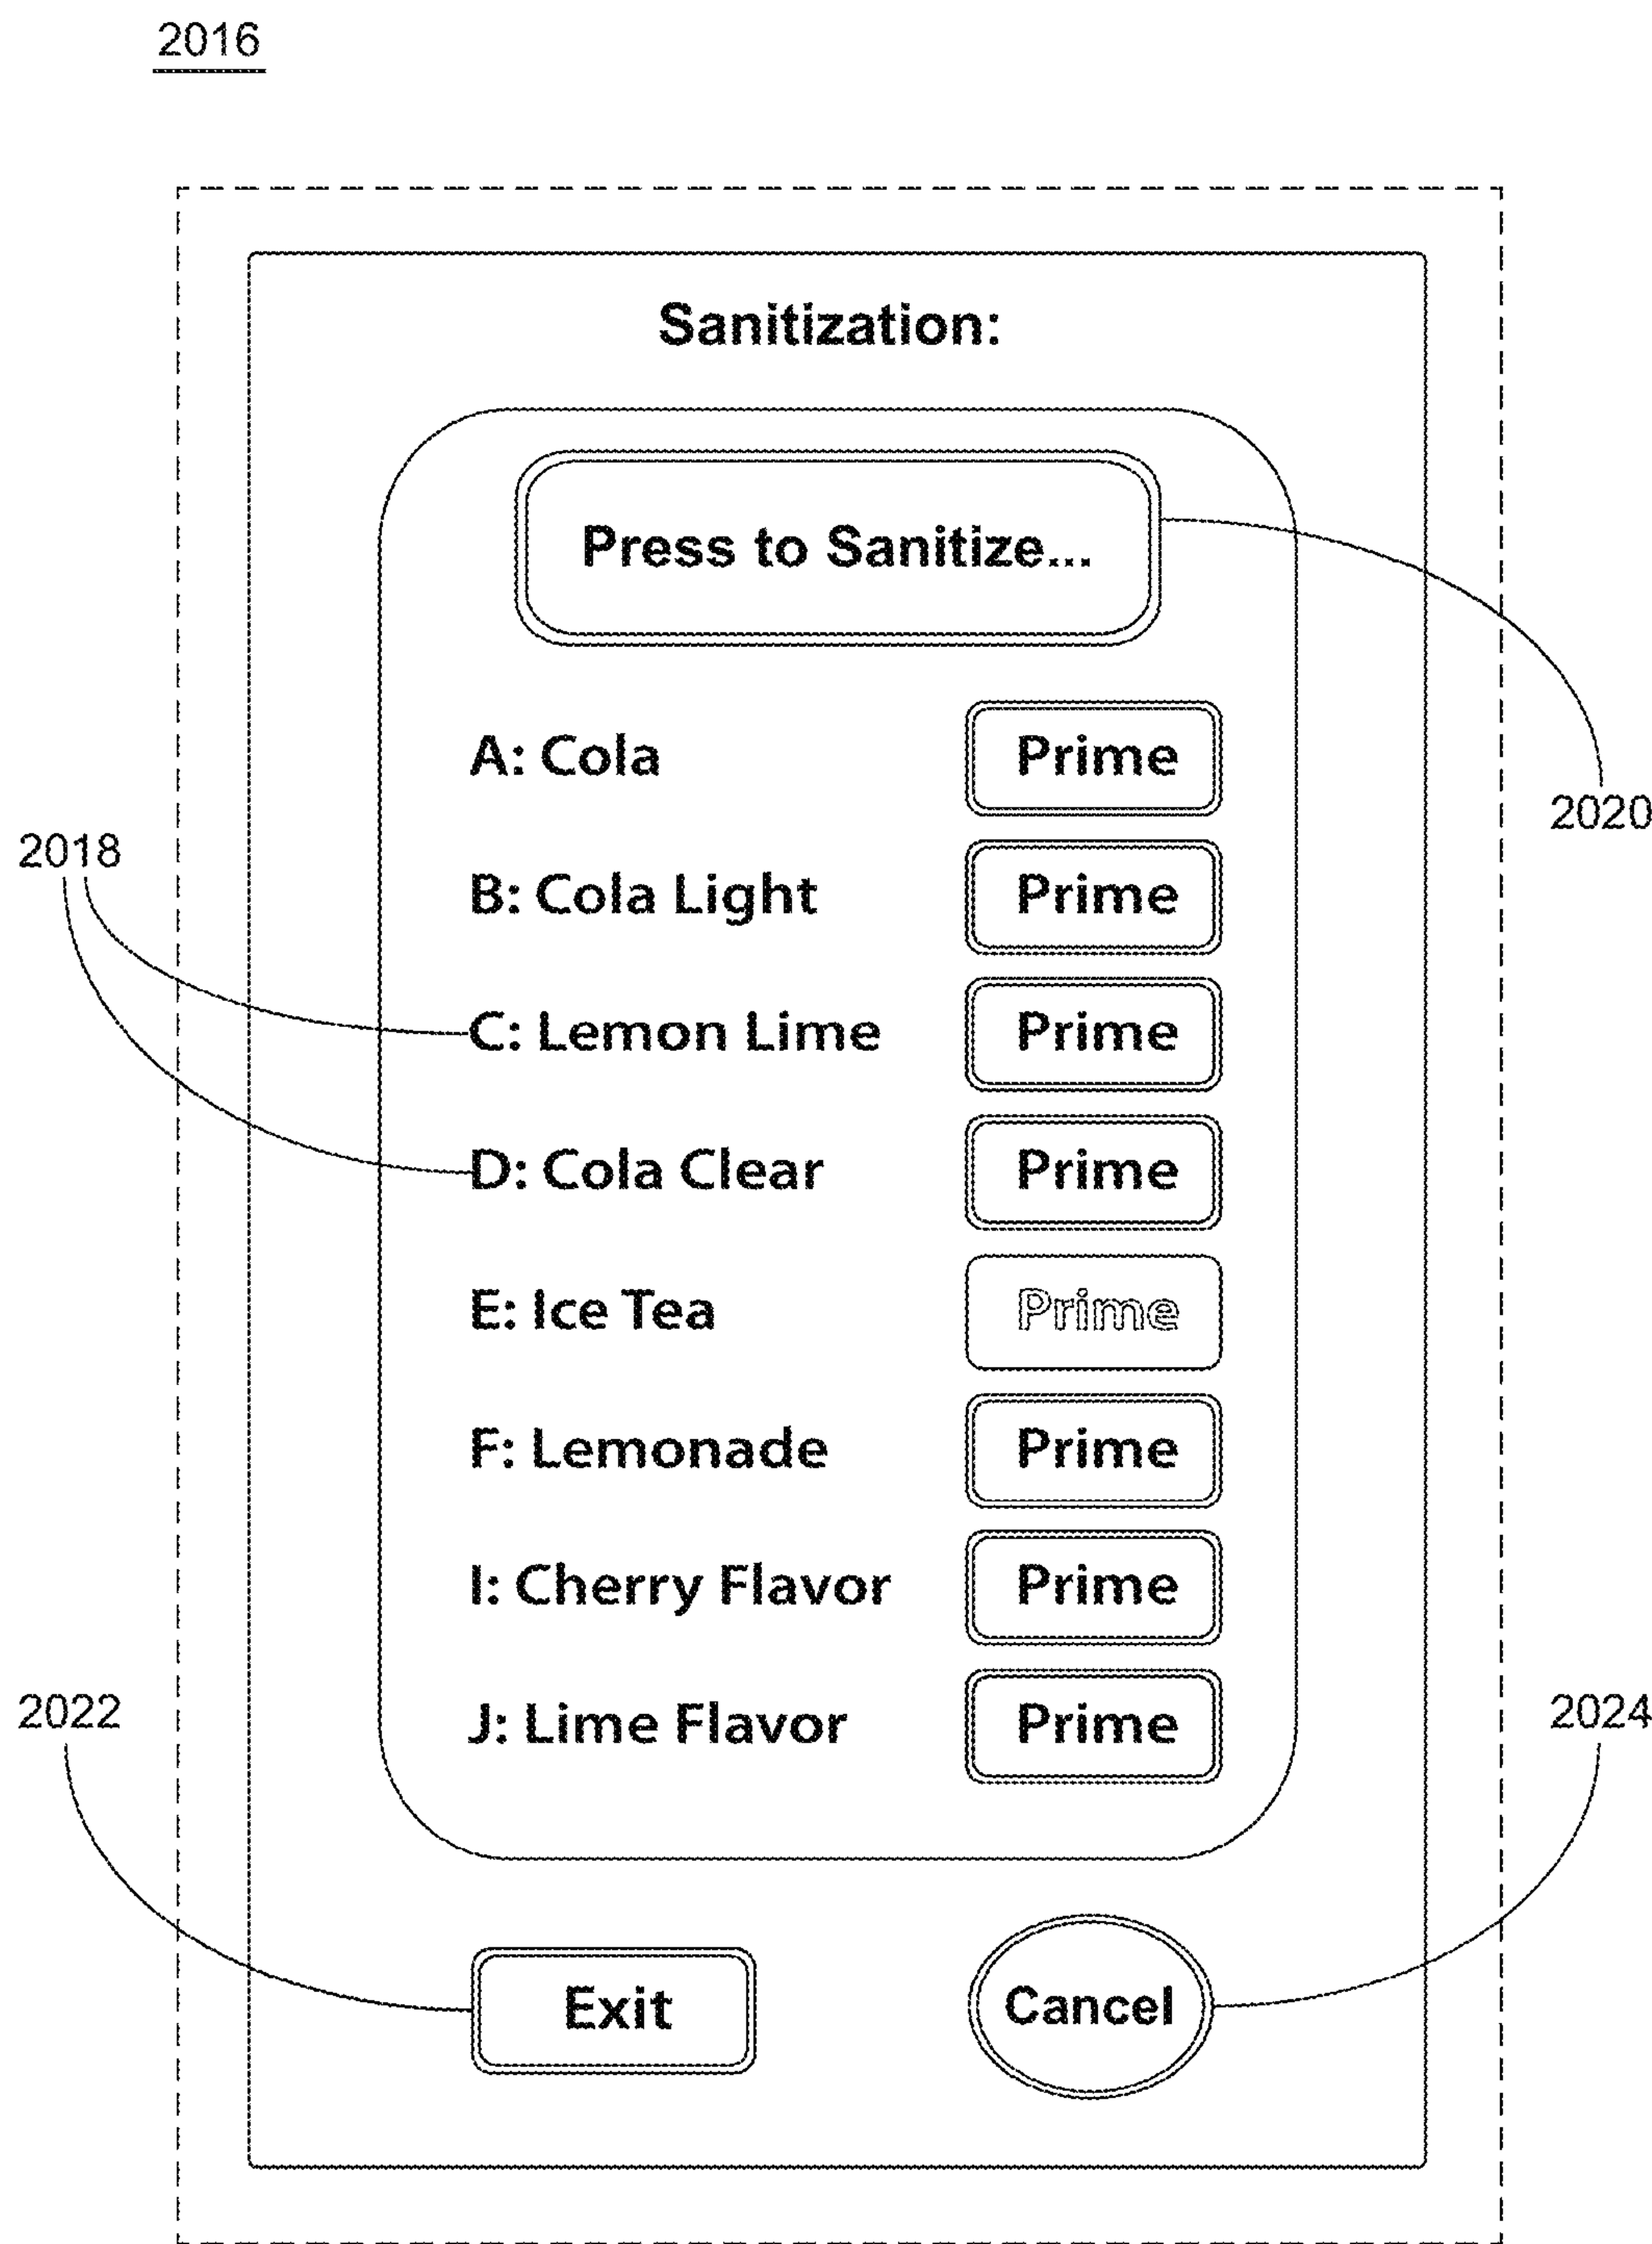 2016
Sanitization:
Press to Sanitize...
A: Cola Prime
2020
2018
B: Cola Light Prime
C: Lemon Lime Prime
D: Cola Clear Prime
E: Ice Tea Prime
F: Lemonade Prime
I: Cherry Flavor Prime
J: Lime Flavor Prime
2022
2024
Exit
Cancel